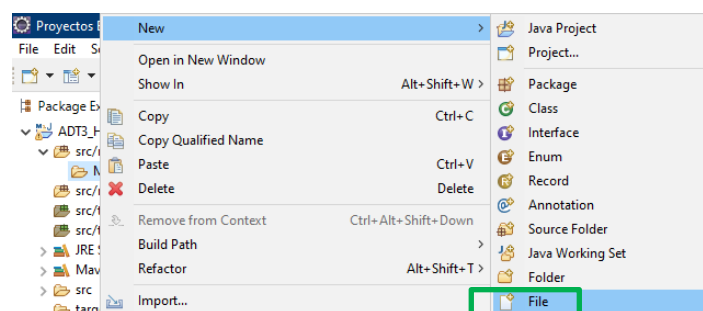 Proyectos
File Edit
Package
ADT3_H
src/
src/
src/
src/
JRE
Mav
src
New
Open in New Window
Show In Alt+Shift+W
Copy Ctrl+C
Copy Qualified Name
Paste Ctrl+V
Delete Delete
Remove from Context Ctrl+Alt+Shift+Down
Build Path
Refactor Alt+Shift+T
Import...
Java Project
Project...
Package
Class
Interface
Enum
Record
Annotation
Source Folder
Java Working Set
Folder
File